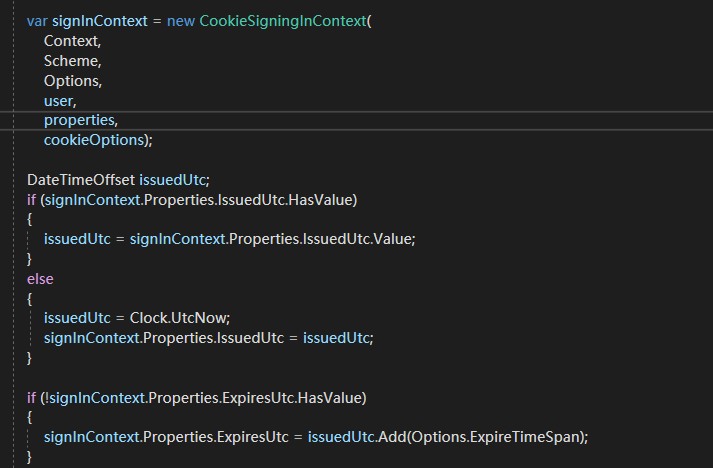 var signInContext = new CookieSigningInContext(
Context,
Scheme,
Options,
user,
properties,
cookieOptions);
DateTimeOffset issuedUtc;
if (signInContext.Properties.IssuedUtc.HasValue)
{
issuedUtc = signInContext.Properties.IssuedUtc.Value;
}
else
{
issuedUtc = Clock.UtcNow;
signInContext.Properties.IssuedUtc = issuedUtc;
}
if (!signInContext.Properties.ExpiresUtc.HasValue)
{
signInContext.Properties.ExpiresUtc = issuedUtc.Add(Options.ExpireTimeSpan);
}